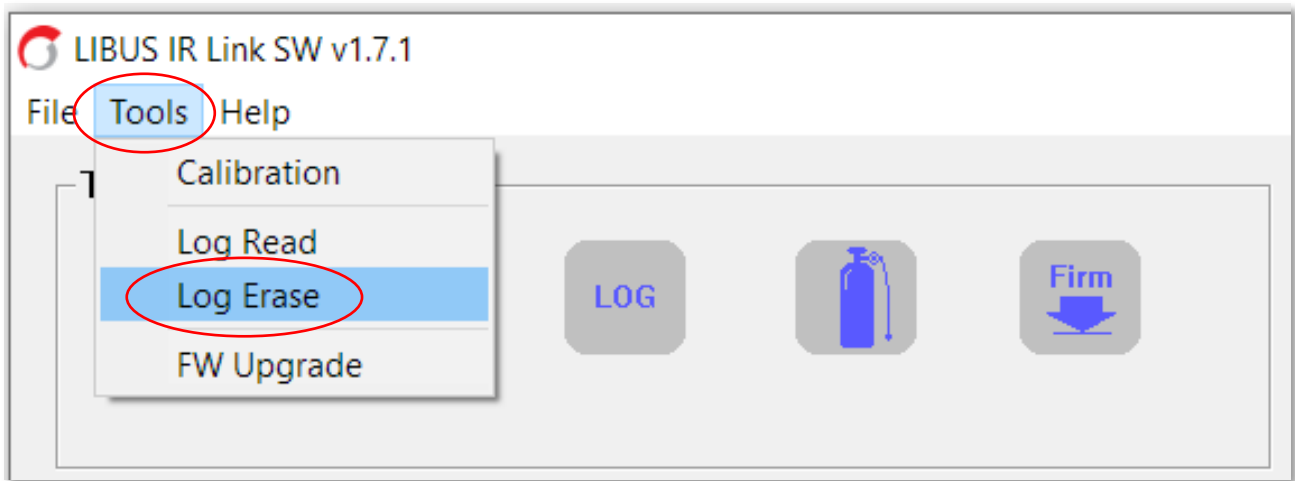 LIBUS IR Link SW v1.7.1
File Tools Help
Calibration
Log Read
Log Erase
FW Upgrade
LOG
Firm